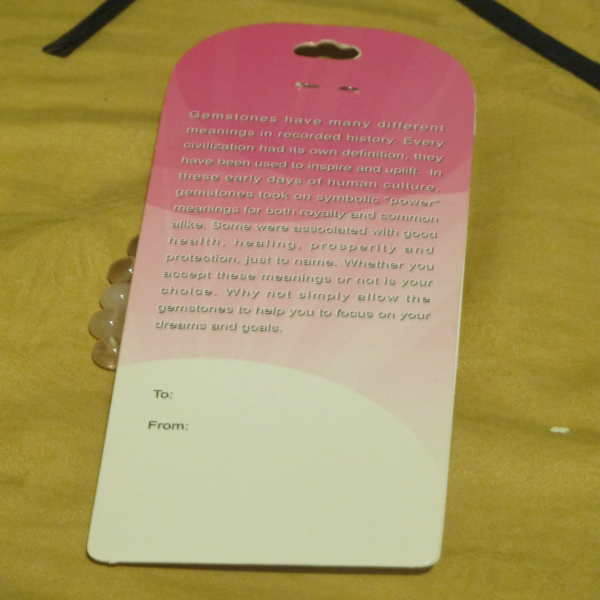 Gemstones have many different
meanings in recorded history. Every
civilization had its own definition, they
have been used to inspire and uplift. In
these early days of human culture,
gemstones took on symbolic "power"
meanings for both royalty and common
alike. Some were associated with good
health, healing, prosperity and
protection, just to name. Whether you
accept these meanings or not is your
choice. Why not simply allow the
gemstones to help you to focus on your
dreams and goals.
To:
From: